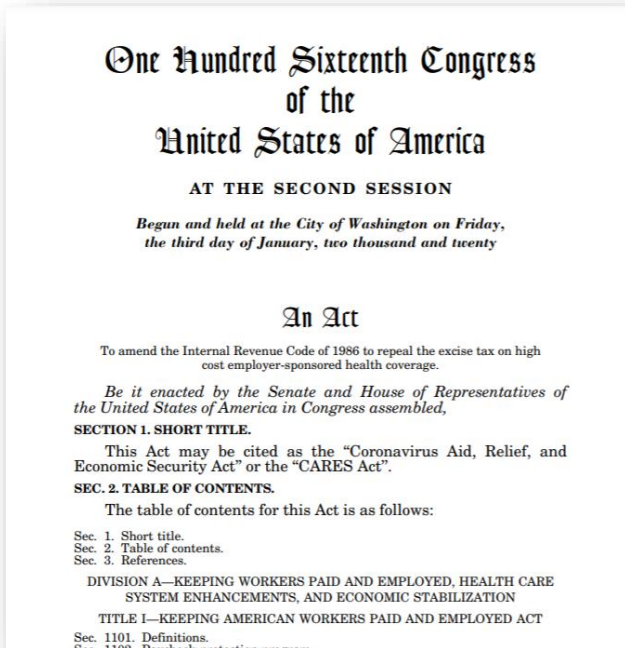 One Hundred Sixteenth Congress
of the
United States of America
AT THE SECOND SESSION
Begun and held at the City of Washington on Friday,
the third day of January, two thousand and twenty
An Act
To amend the Internal Revenue Code of 1986 to repeal the excise tax on high
cost employer-sponsored health coverage.
Be it enacted by the Senate and House of Representatives of
the United States of America in Congress assembled,
SECTION 1. SHORT TITLE.
This Act may be cited as the “Coronavirus Aid, Relief, and
Economic Security Act” or the “CARES Act”.
SEC. 2. TABLE OF CONTENTS.
The table of contents for this Act is as follows:
Sec. 1. Short title.
Sec. 2. Table of contents.
Sec. 3. References.
DIVISION A—KEEPING WORKERS PAID AND EMPLOYED, HEALTH CARE
SYSTEM ENHANCEMENTS, AND ECONOMIC STABILIZATION
TITLE I—KEEPING AMERICAN WORKERS PAID AND EMPLOYED ACT
Sec. 1101. Definitions.